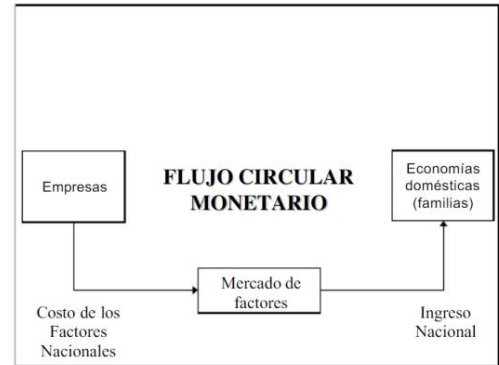 Empresas
FLUJO CIRCULAR
MONETARIO
Economías
domésticas
(familias)
Mercado de
factores
Costo de los
Factores
Nacionales
Ingreso
Nacional